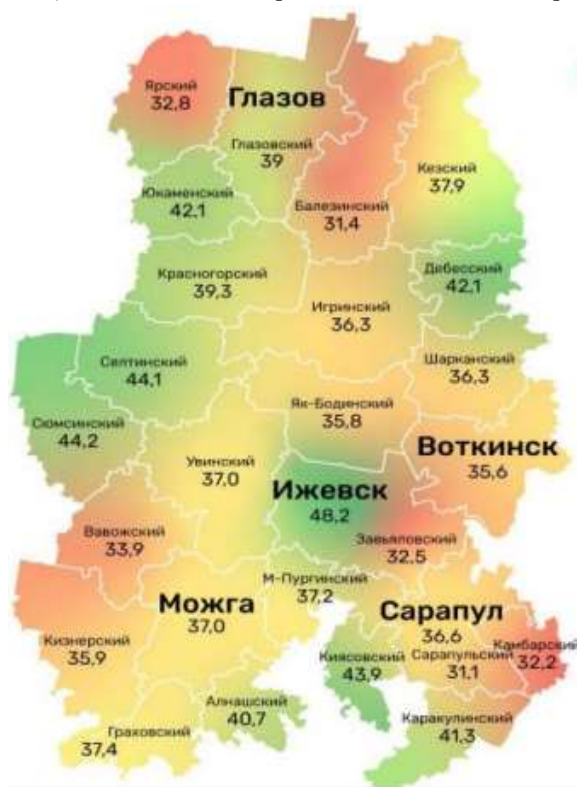 Ярский
32,8
Глазов
Глазовский
39
Кезский
37,9
Юкаменский
42,1
Балезинский
31,4
Красногорский
39,3
Дебесский
42,1
Игринский
36,3
Селтинский
44,1
Шарканский
36,3
Сюмсинский
44,2
Як-Бодинский
35,8
Воткинск
35,6
Увинский
37,0
Ижевск
48,2
Вавожский
33,9
Завьяловский
32,5
М-Пургинский
37,2
Можга
37,0
Сарапул
36,6
Кизнерский
35,9
Киясовский
43,9
Сарапульский
31,1
Камбарский
32,2
Алнашский
40,7
Каракулинский
41,3
Граховский
37,4